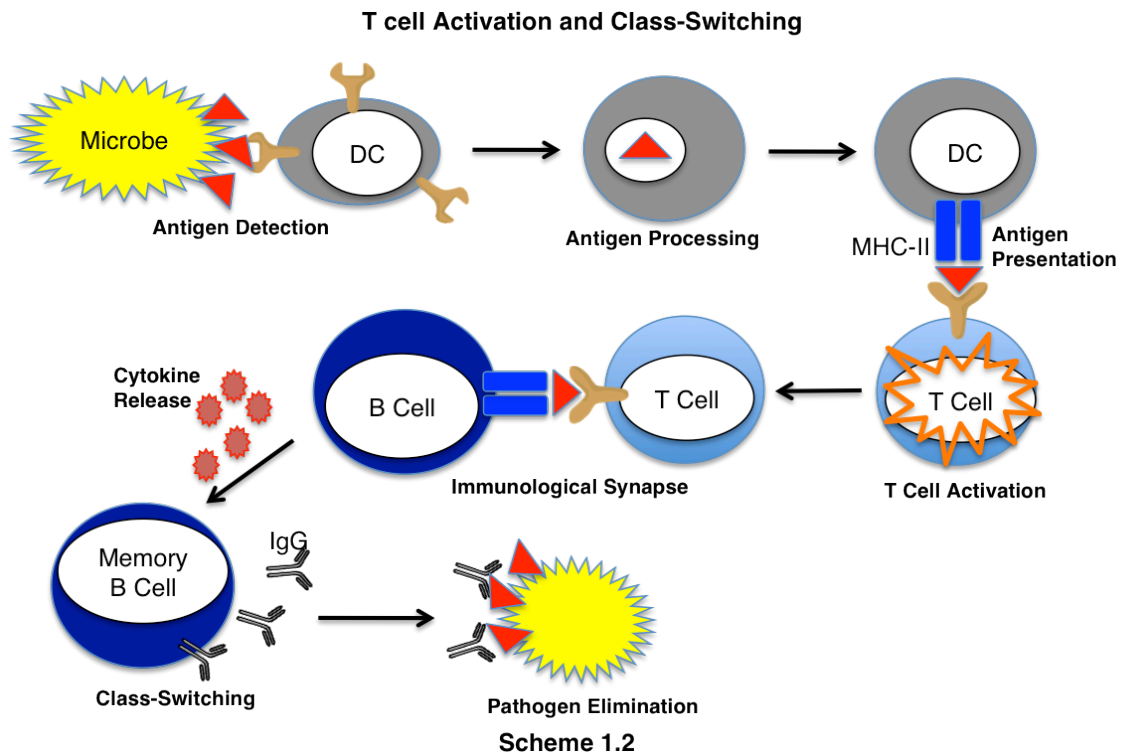 T cell Activation and Class-Switching
Microbe
DC
DC
Antigen Detection
Antigen Processing
MHC-II
Antigen
Presentation
Cytokine
Release
B Cell
T Cell
T Cell
Immunological Synapse
T Cell Activation
Memory
B Cell
IgG
Class-Switching
Pathogen Elimination
Scheme 1.2